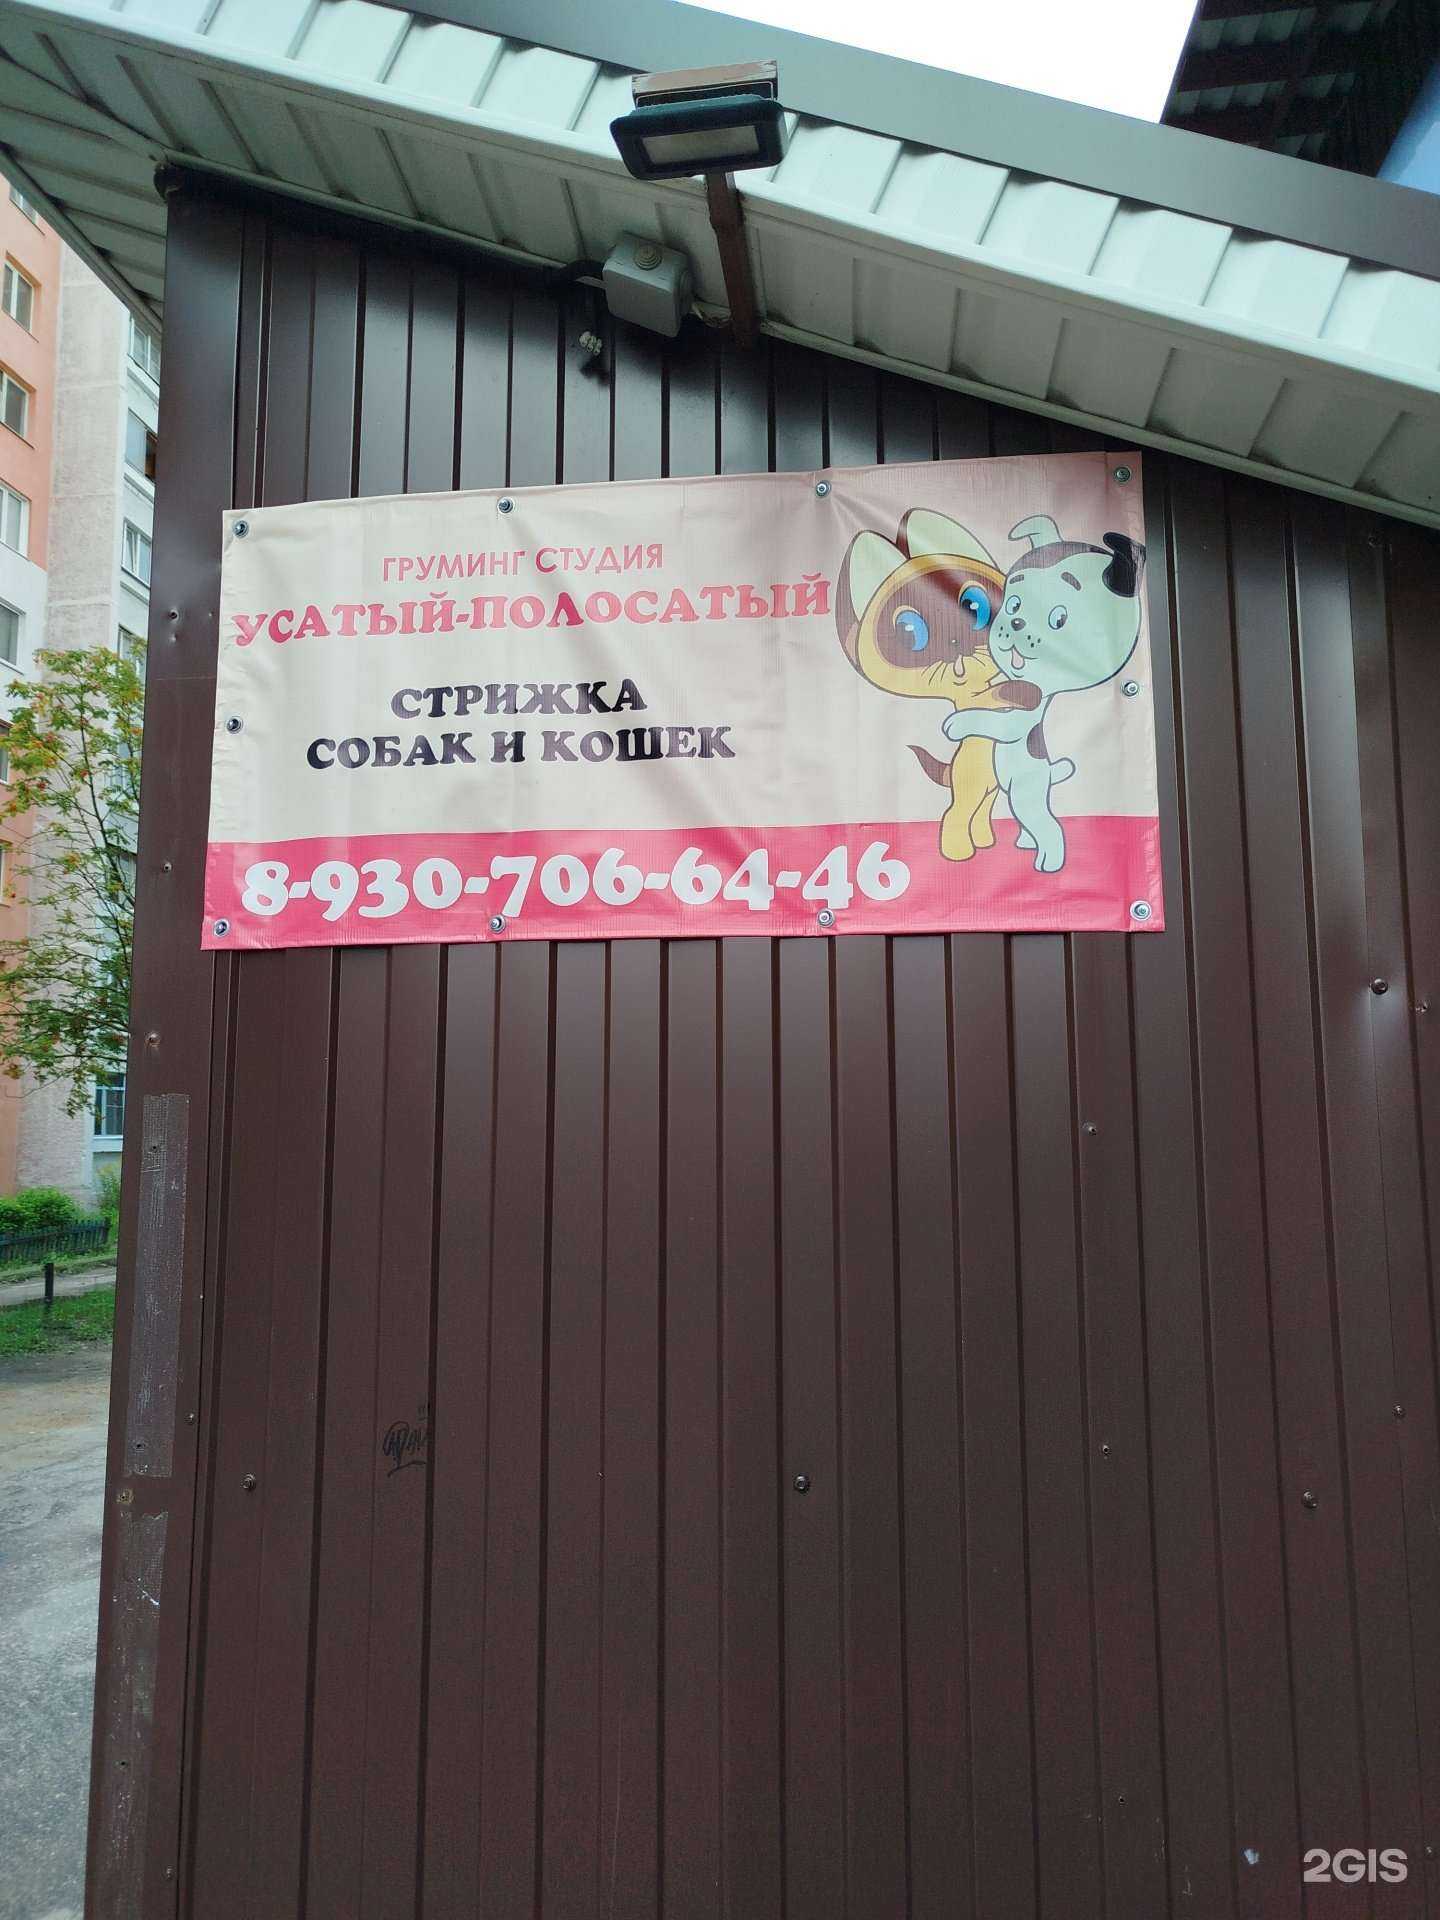 ГРУМИНГ СТУДИЯ
УСАТЫЙ-ПОЛОСАТЫЙ
СТРИЖКА
СОБАК И КОШЕК
8-930-706-64-46
2GIS